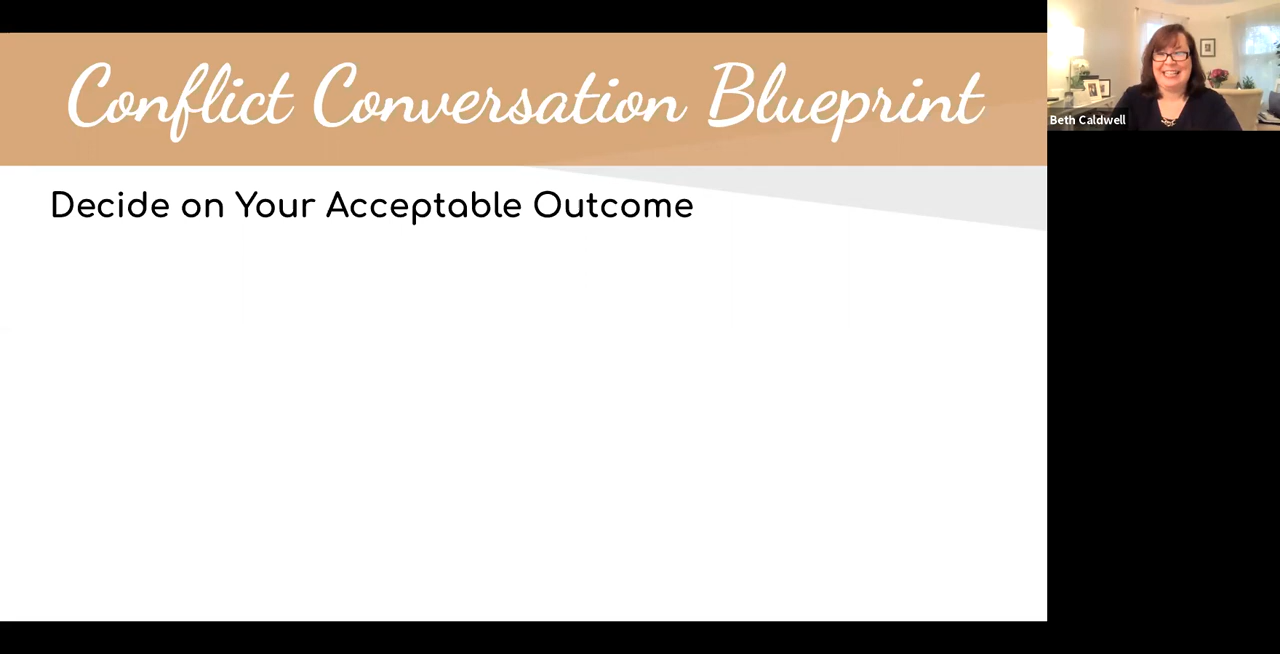 Conflict Conversation Blueprint
Decide on Your Acceptable Outcome
Beth Caldwell